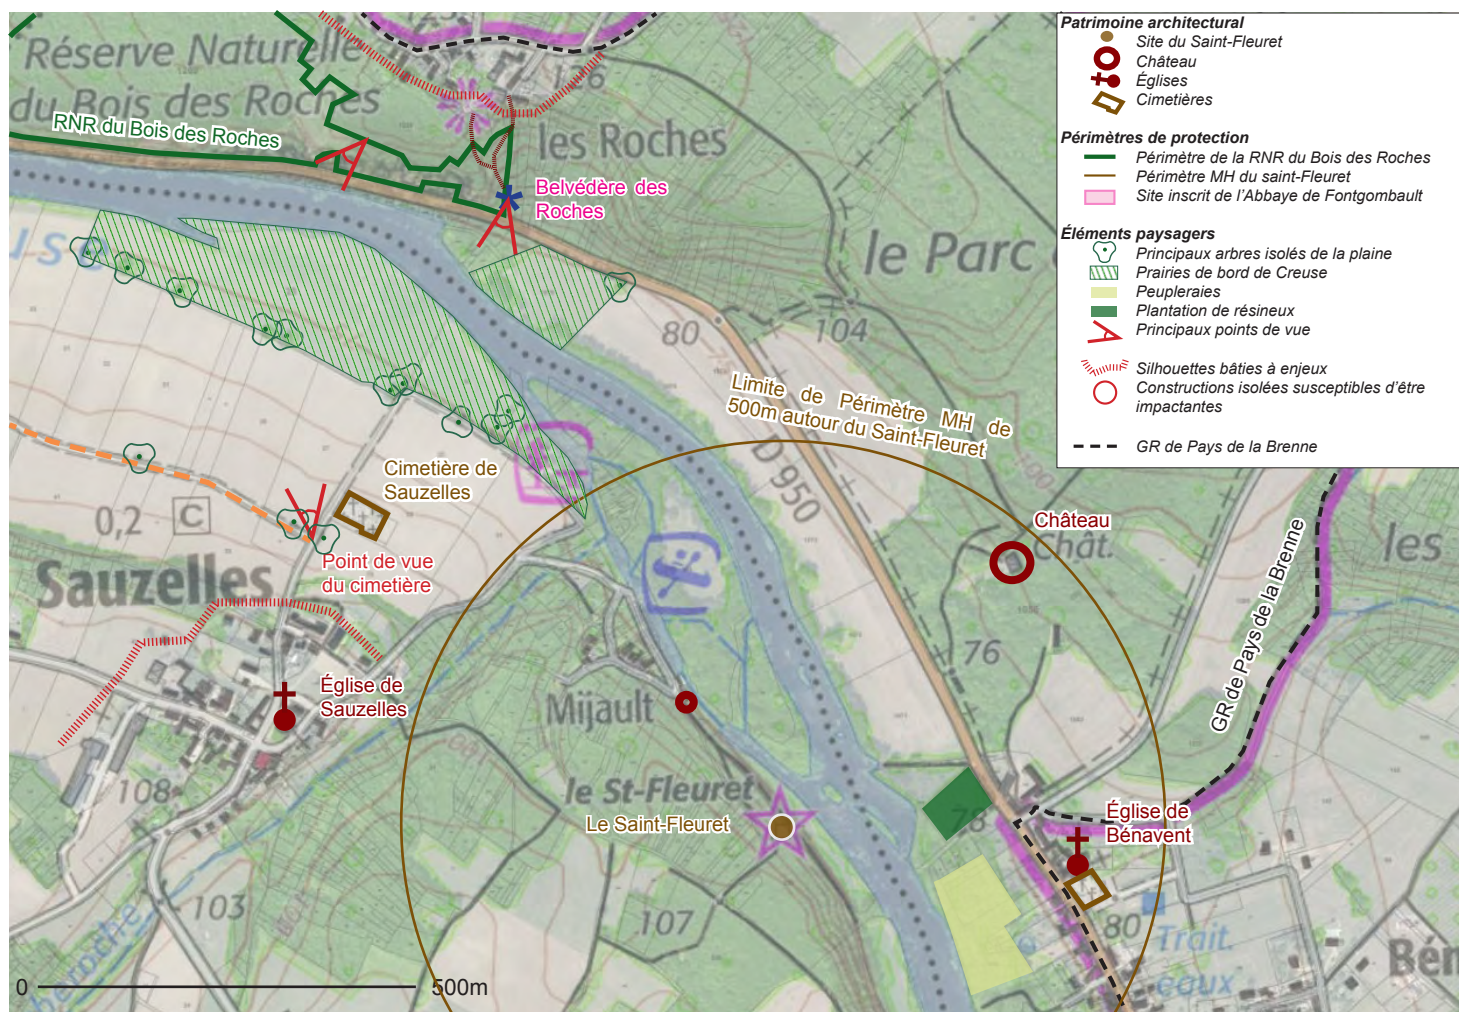 Réserve Naturelle
du Bois des Roches
RNR du Bois des Roches
126
les Roches
Belvédère des
Roches
le Parc
80
104
Limite de Périmètre MH de
500m autour du Saint-Fleuret
D 950
Cimetière de
Sauzelles
0,2 C
Point de vue
du cimetière
Sauzelles
Château
Chât.
GR de Pays de la Brenne
les
76
Église de
Sauzelles
Mijault
108
le St-Fleuret
Le Saint-Fleuret
78
Église de
Bénavent
103
107
80
Trait.
eaux
Bén
0 500m
Patrimoine architectural
Site du Saint-Fleuret
Château
Églises
Cimetières
Périmètres de protection
Périmètre de la RNR du Bois des Roches
Périmètre MH du saint-Fleuret
Site inscrit de l'Abbaye de Fontgombault
Éléments paysagers
Principaux arbres isolés de la plaine
Prairies de bord de Creuse
Peupleraies
Plantation de résineux
Principaux points de vue
Silhouettes bâties à enjeux
Constructions isolées susceptibles d'être
impactantes
GR de Pays de la Brenne